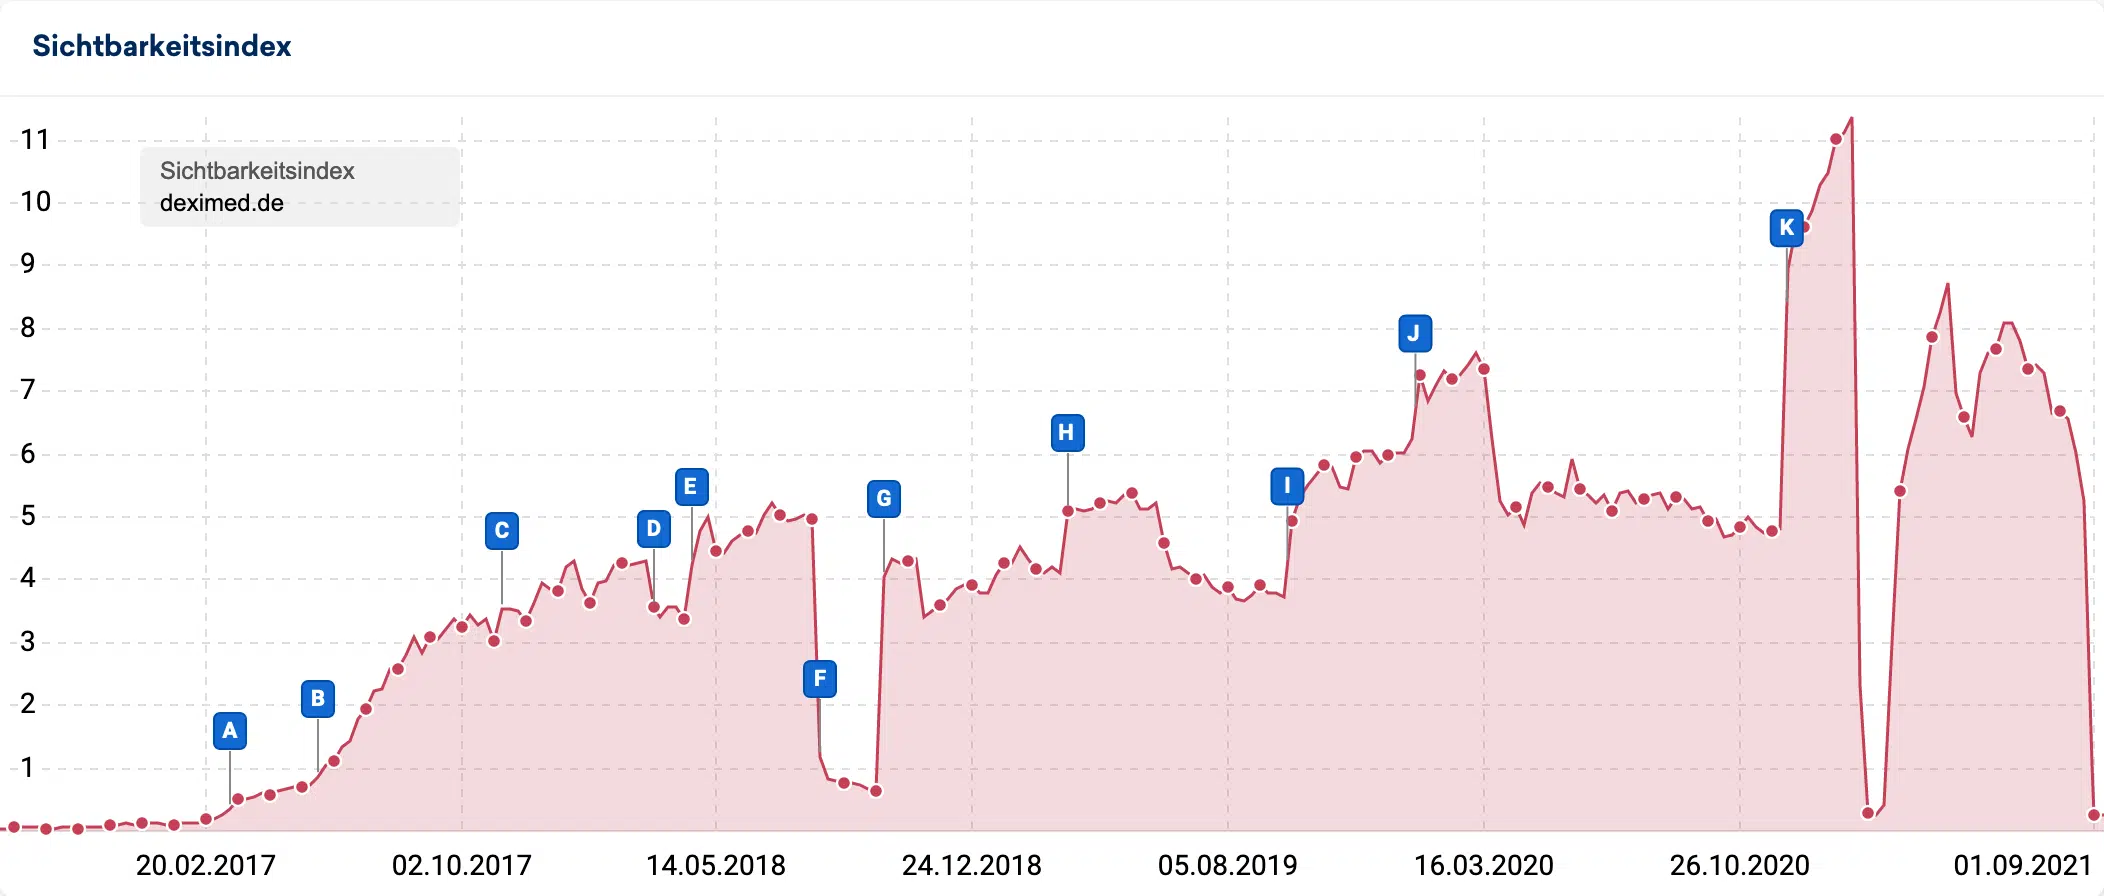 Sichtbarkeitsindex
Sichtbarkeitsindex
deximed.de
11
10
9
8
7
6
5
4
3
2
1
A
B
C
D
E
F
G
H
I
J
K
20.02.2017
02.10.2017
14.05.2018
24.12.2018
05.08.2019
16.03.2020
26.10.2020
01.09.2021